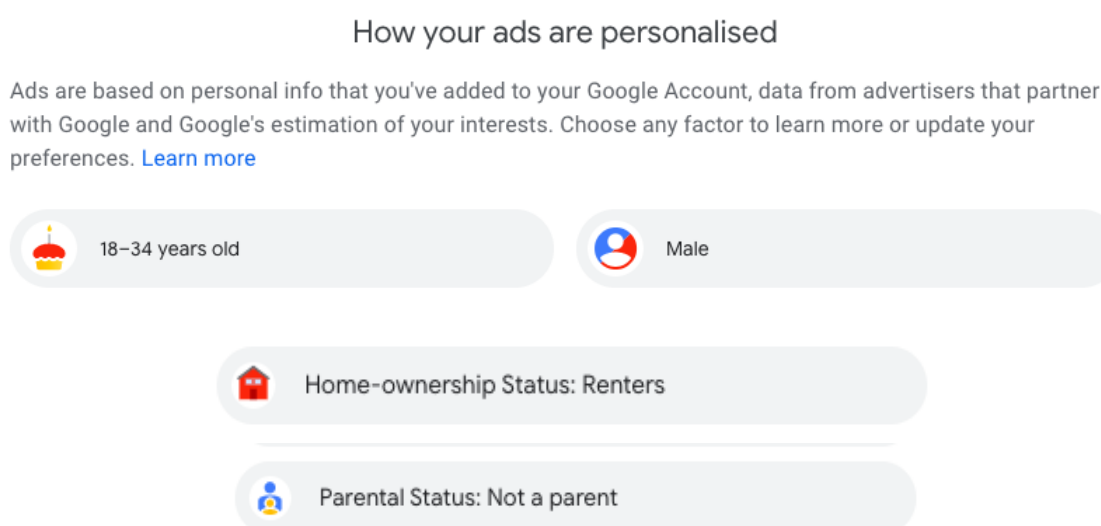 How your ads are personalised
Ads are based on personal info that you've added to your Google Account, data from advertisers that partner
with Google and Google's estimation of your interests. Choose any factor to learn more or update your
preferences. Learn more
18–34 years old
Male
Home-ownership Status: Renters
Parental Status: Not a parent